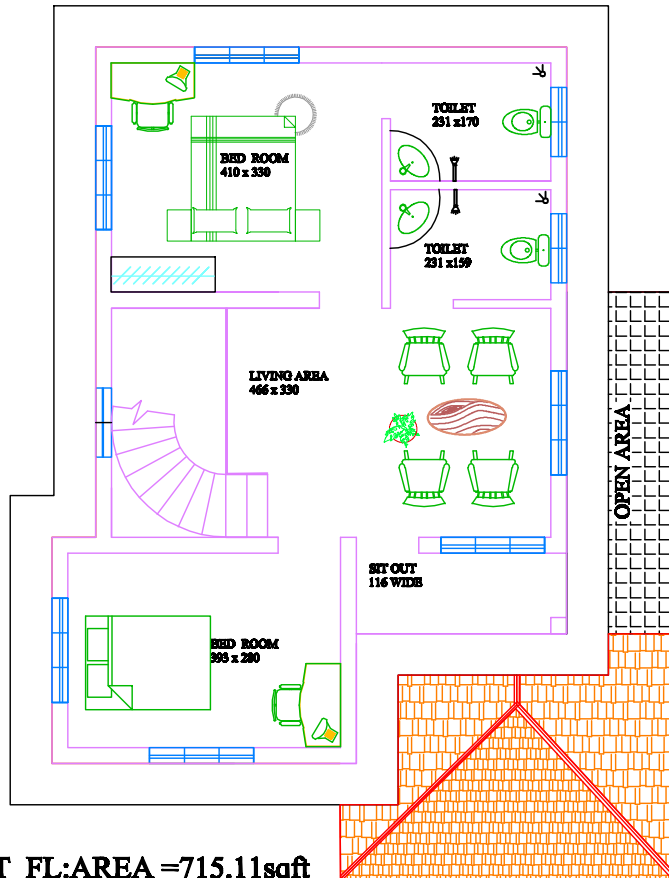 TOILET
231 x170
BED ROOM
410 x 330
TOILET
231 x159
LIVING AREA
466 x 330
OPEN AREA
SIT OUT
116 WIDE
BED ROOM
393 x 280
T FL:AREA =715.11sqft